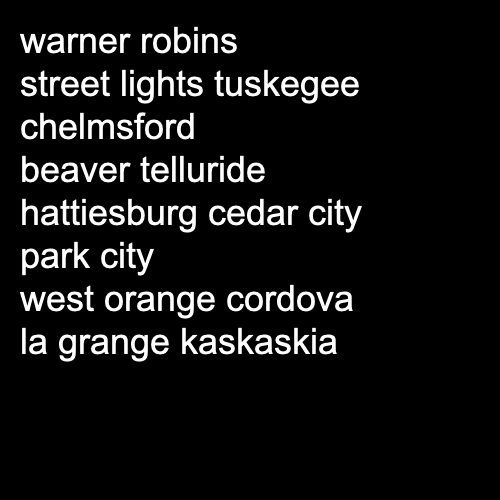 warner robins
street lights tuskegee
chelmsford
beaver telluride
hattiesburg cedar city
park city
west orange cordova
la grange kaskaskia